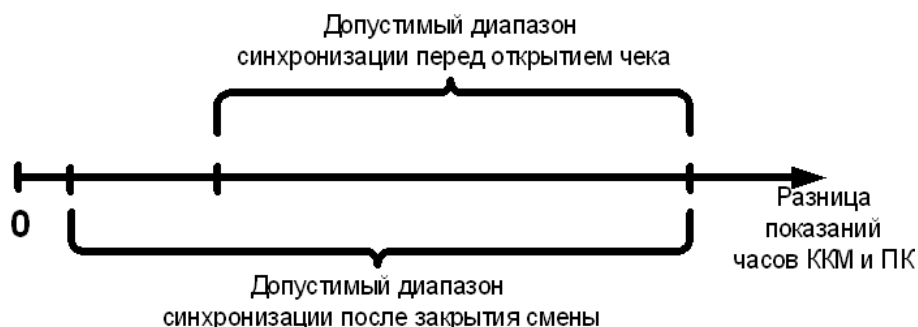 Допустимый диапазон
синхронизации перед открытием чека
0
Разница
показаний
часов ККМ и ПК
Допустимый диапазон
синхронизации после закрытия смены